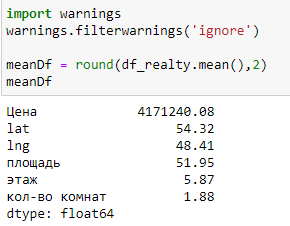 import warnings
warnings.filterwarnings('ignore')
meanDf = round(df_realty.mean(),2)
meanDf
Цена 4171240.08
lat 54.32
lng 48.41
площадь 51.95
этаж 5.87
кол-во комнат 1.88
dtype: float64